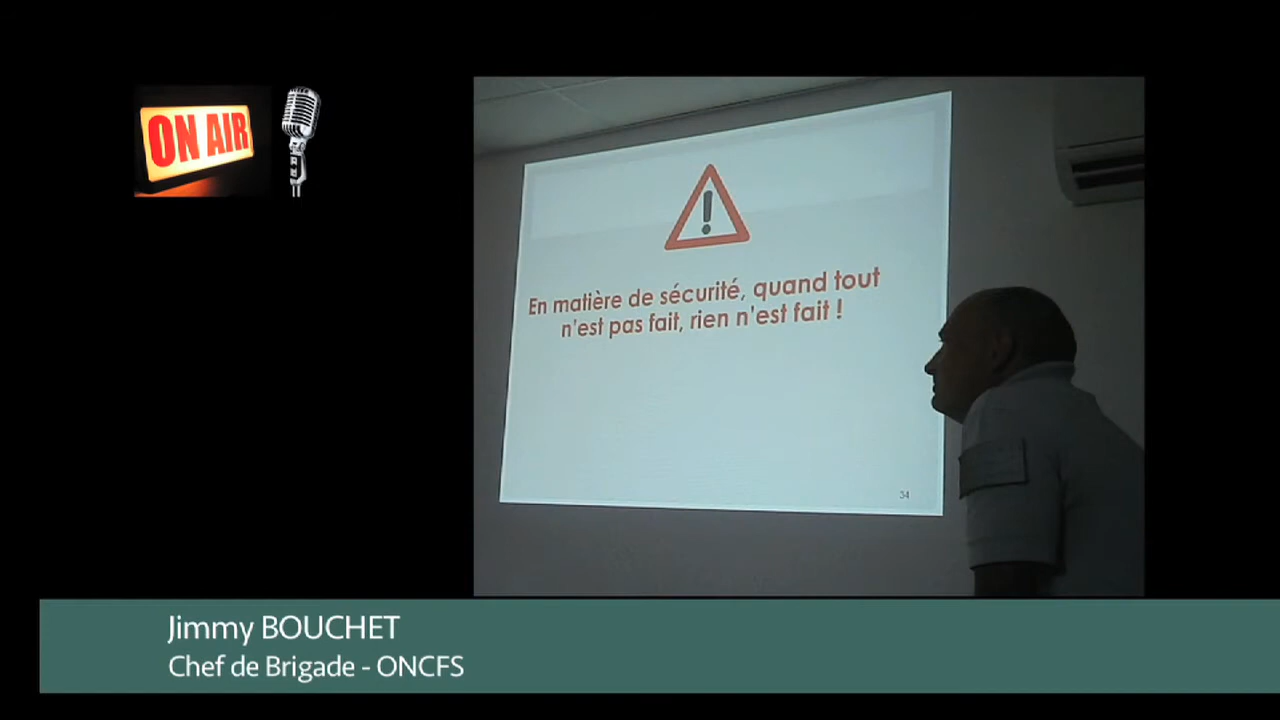 ON AIR
En matière de sécurité, quand tout
n'est pas fait, rien n'est fait !
34
Jimmy BOUCHET
Chef de Brigade - ONCFS